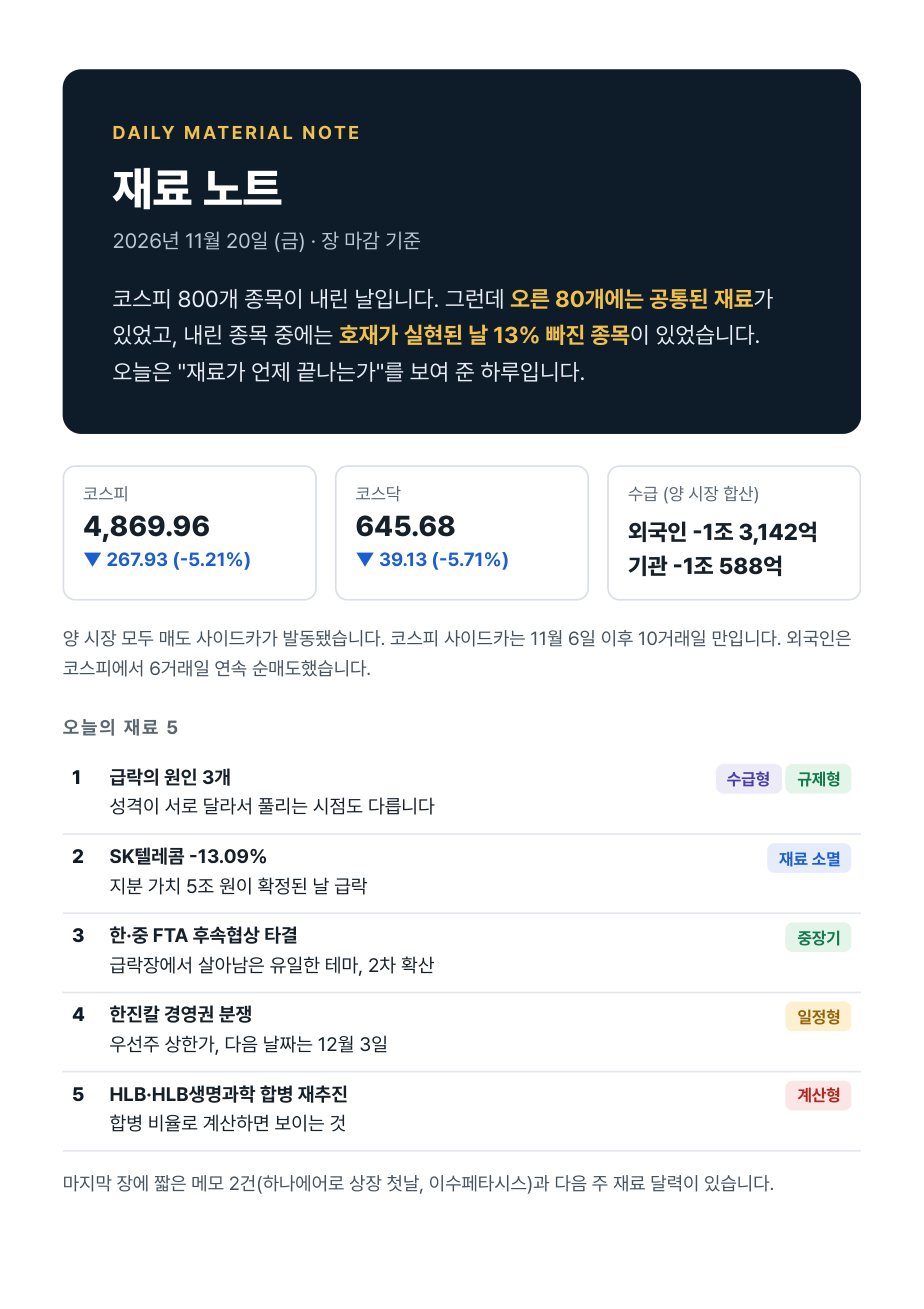 DAILY MATERIAL NOTE
재료 노트
2026년 11월 20일 (금) · 장 마감 기준
코스피 800개 종목이 내린 날입니다. 그런데 오른 80개에는 공통된 재료가
있었고, 내린 종목 중에는 호재가 실현된 날 13% 빠진 종목이 있었습니다.
오늘은 "재료가 언제 끝나는가"를 보여 준 하루입니다.
코스피
4,869.96
▼ 267.93 (-5.21%)
코스닥
645.68
▼ 39.13 (-5.71%)
수급 (양 시장 합산)
외국인 -1조 3,142억
기관 -1조 588억
양 시장 모두 매도 사이드카가 발동됐습니다. 코스피 사이드카는 11월 6일 이후 10거래일 만입니다. 외국인은
코스피에서 6거래일 연속 순매도했습니다.
오늘의 재료 5
1 급락의 원인 3개 수급형 규제형
성격이 서로 달라서 풀리는 시점도 다릅니다
2 SK텔레콤 -13.09% 재료 소멸
지분 가치 5조 원이 확정된 날 급락
3 한·중 FTA 후속협상 타결 중장기
급락장에서 살아남은 유일한 테마, 2차 확산
4 한진칼 경영권 분쟁 일정형
우선주 상한가, 다음 날짜는 12월 3일
5 HLB·HLB생명과학 합병 재추진 계산형
합병 비율로 계산하면 보이는 것
마지막 장에 짧은 메모 2건(하나에어로 상장 첫날, 이수페타시스)과 다음 주 재료 달력이 있습니다.